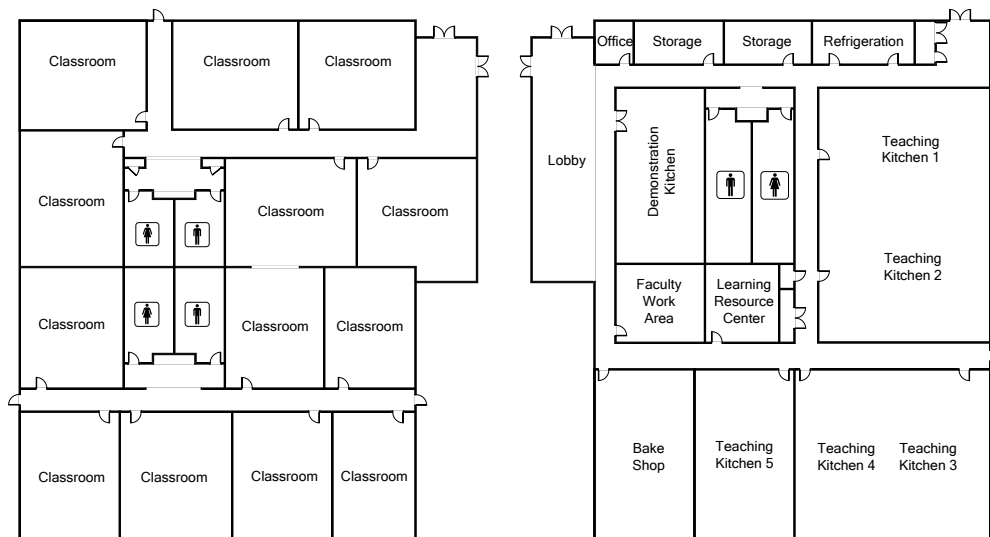 Classroom
Classroom
Classroom
Classroom
Classroom
Classroom
Classroom
Classroom
Classroom
Classroom
Classroom
Classroom
Classroom
Office
Storage
Storage
Refrigeration
Lobby
Demonstration
Kitchen
Teaching
Kitchen 1
Teaching
Kitchen 2
Faculty
Work
Area
Learning
Resource
Center
Bake
Shop
Teaching
Kitchen 5
Teaching
Kitchen 4
Teaching
Kitchen 3